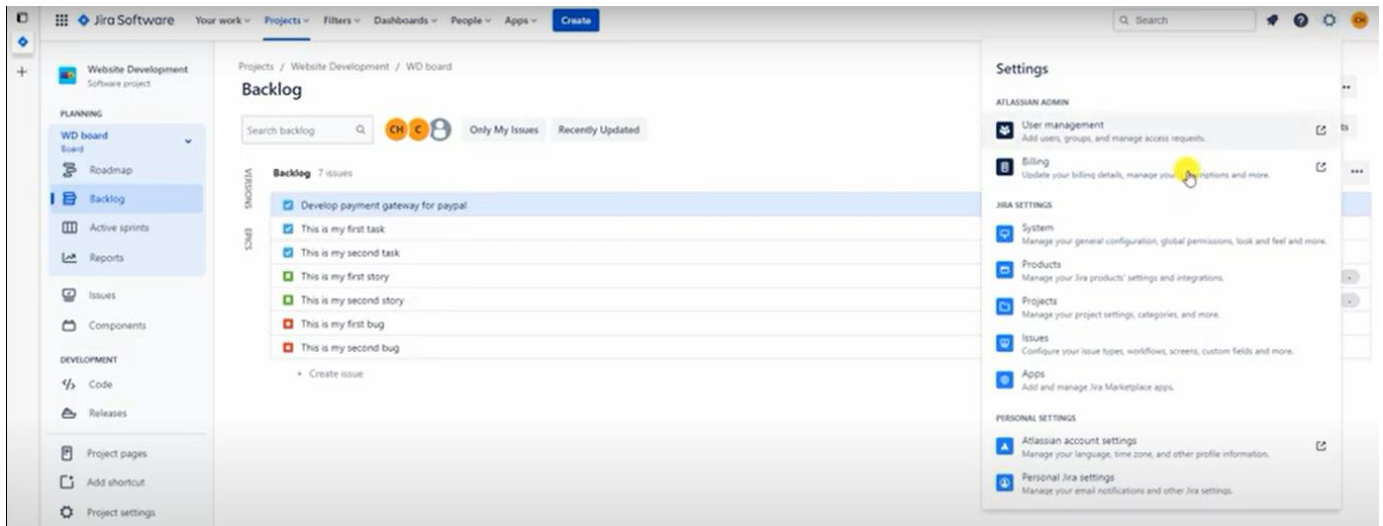 Jira Software
Your work
Projects
Filters
Dashboards
People
Apps
Create
Search
CH
Website Development
Software project
PLANNING
WD board
Board
Roadmap
Backlog
Active sprints
Reports
Issues
Components
DEVELOPMENT
Code
Releases
Project pages
Add shortcut
Project settings
Projects / Website Development / WD board
Backlog
Search backlog
CH C
Only My Issues
Recently Updated
VERSIONS
EPICS
Backlog 7 issues
Develop payment gateway for paypal
This is my first task
This is my second task
This is my first story
This is my second story
This is my first bug
This is my second bug
+ Create issue
Settings
ATLASSIAN ADMIN
User management
Add users, groups, and manage access requests.
Billing
Update your billing details, manage your and more.
JIRA SETTINGS
System
Manage your general configuration, global permissions, look and feel and more.
Products
Manage your Jira products' settings and integrations.
Projects
Manage your project settings, categories, and more.
Issues
Configure your issue types, workflows, screens, custom fields and more.
Apps
Add and manage Jira Marketplace apps.
PERSONAL SETTINGS
Atlassian account settings
Manage your language, time zone, and other profile information.
Personal Jira settings
Manage your email notifications and other Jira settings.